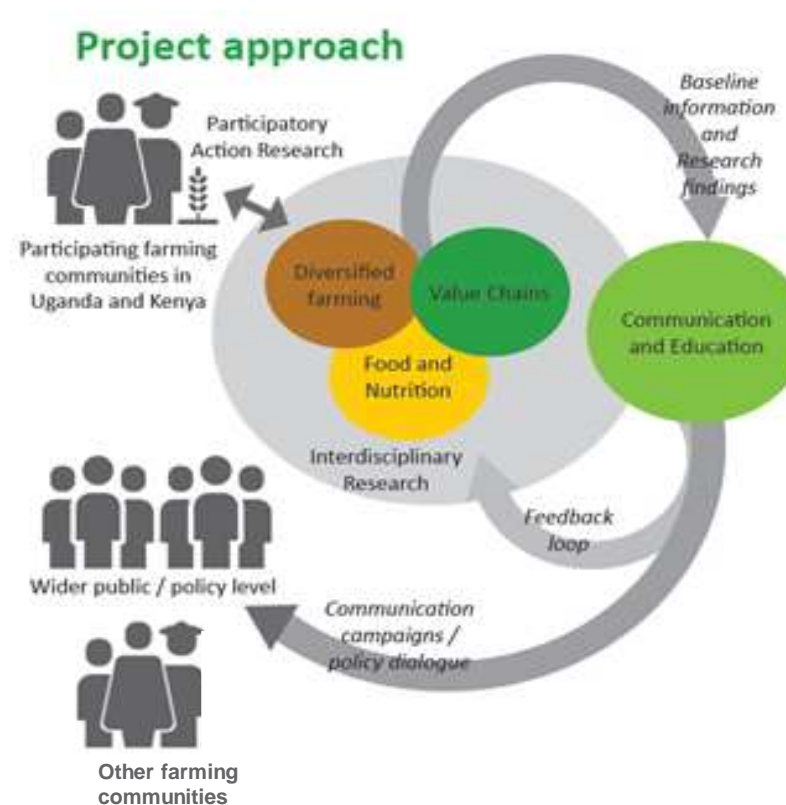 Project approach
Participatory
Action Research
Baseline
information
and
Research
findings
Participating farming
communities in
Uganda and Kenya
Diversified
farming
Value Chains
Food and
Nutrition
Interdisciplinary
Research
Communication
and Education
Feedback
loop
Wider public / policy level
Communication
campaigns /
policy dialogue
Other farming
communities